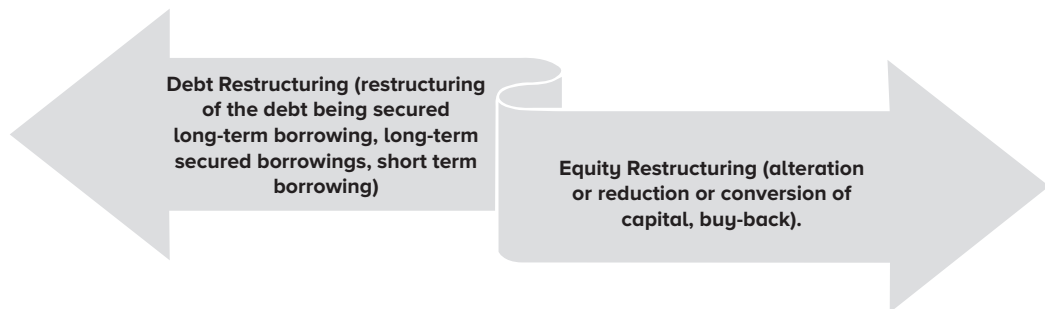 Debt Restructuring (restructuring
of the debt being secured
long-term borrowing, long-term
secured borrowings, short term
borrowing)
Equity Restructuring (alteration
or reduction or conversion of
capital, buy-back).